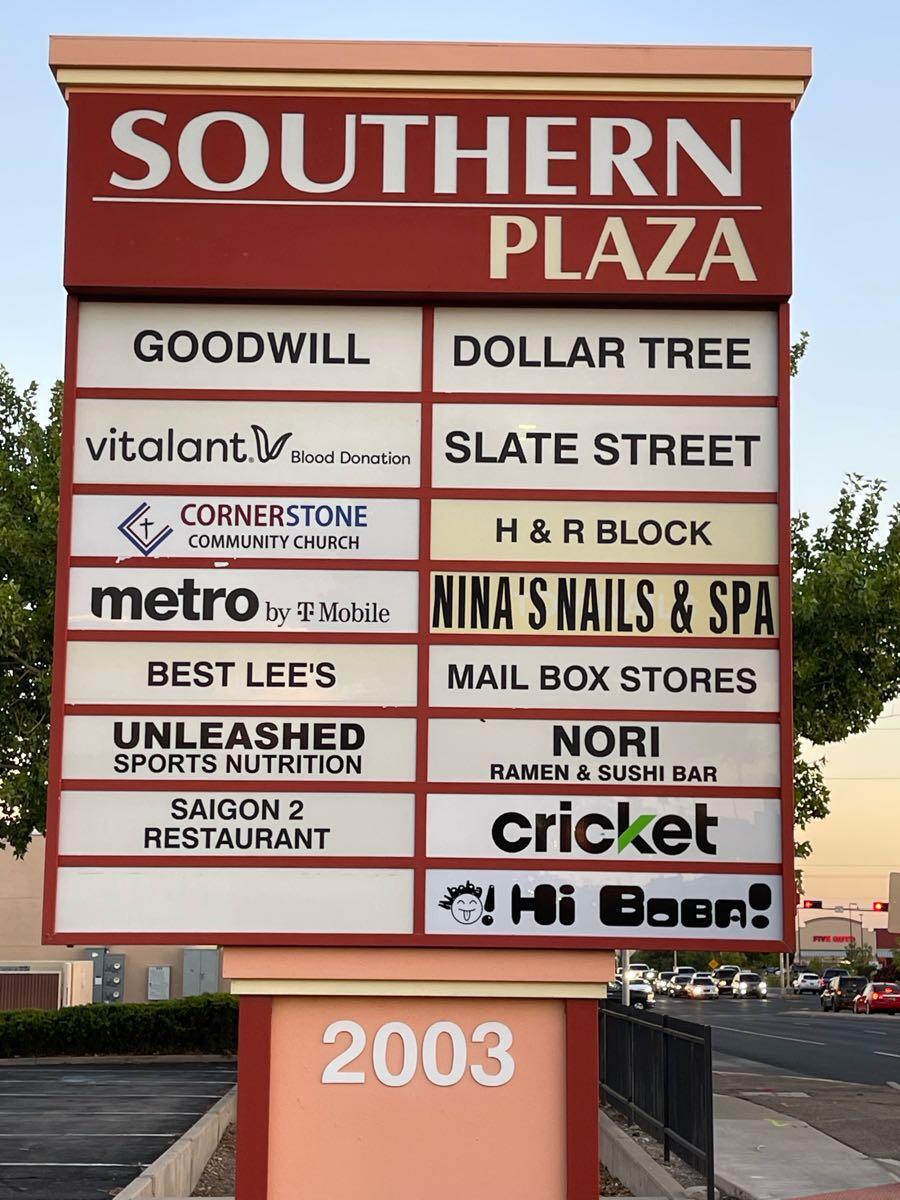 SOUTHERN
PLAZA
GOODWILL
DOLLAR TREE
vitalant. Blood Donation
SLATE STREET
CORNERSTONE
COMMUNITY CHURCH
H & R BLOCK
metro by T Mobile
NINA'S NAILS & SPA
BEST LEE'S
MAIL BOX STORES
UNLEASHED
SPORTS NUTRITION
NORI
RAMEN & SUSHI BAR
SAIGON 2
RESTAURANT
cricket
Hi BOBA!
2003
FIVE GUYS